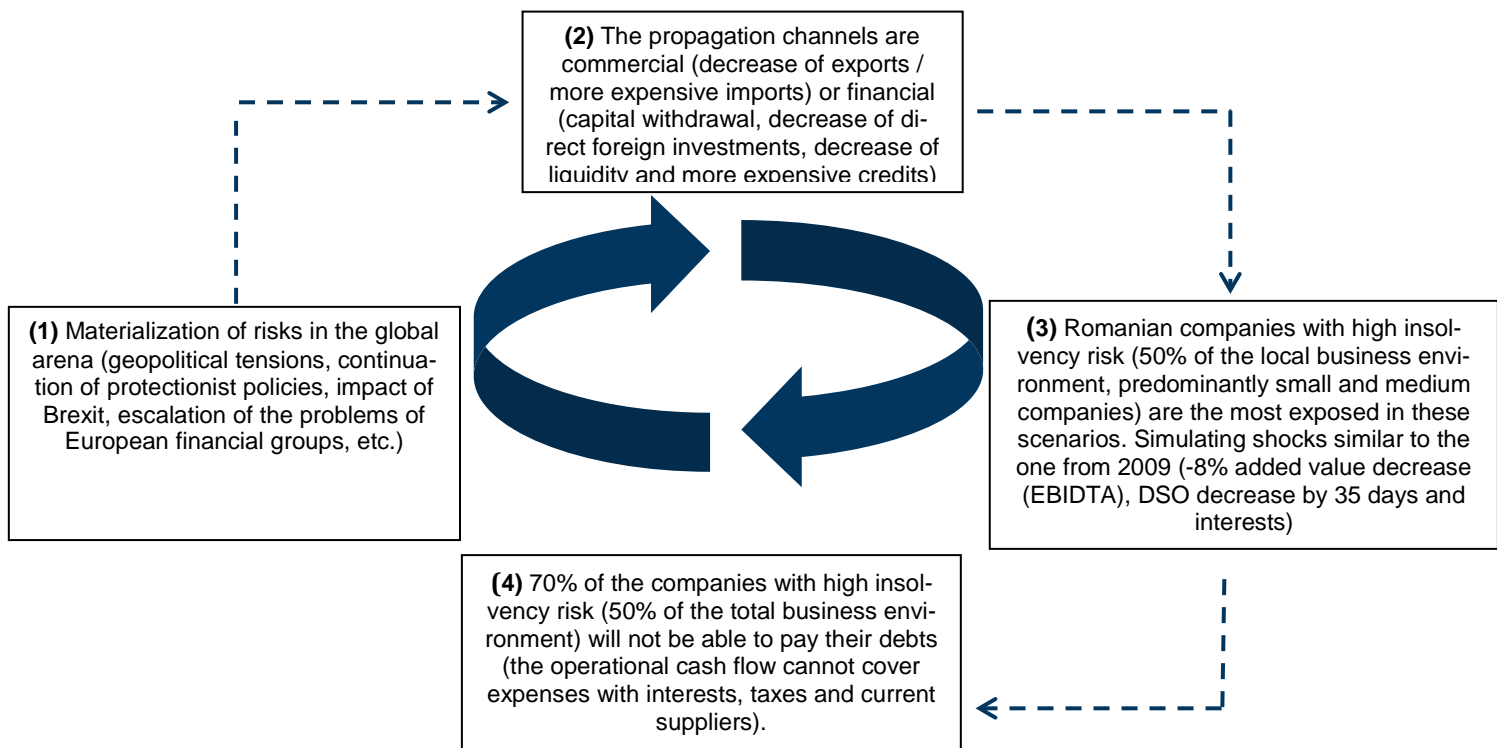 (2) The propagation channels are
commercial (decrease of exports /
more expensive imports) or financial
(capital withdrawal, decrease of di-
rect foreign investments, decrease of
liquidity and more expensive credits)
(1) Materialization of risks in the global
arena (geopolitical tensions, continua-
tion of protectionist policies, impact of
Brexit, escalation of the problems of
European financial groups, etc.)
(3) Romanian companies with high insol-
vency risk (50% of the local business envi-
ronment, predominantly small and medium
companies) are the most exposed in these
scenarios. Simulating shocks similar to the
one from 2009 (-8% added value decrease
(EBIDTA), DSO decrease by 35 days and
interests)
(4) 70% of the companies with high insol-
vency risk (50% of the total business envi-
ronment) will not be able to pay their debts
(the operational cash flow cannot cover
expenses with interests, taxes and current
suppliers).